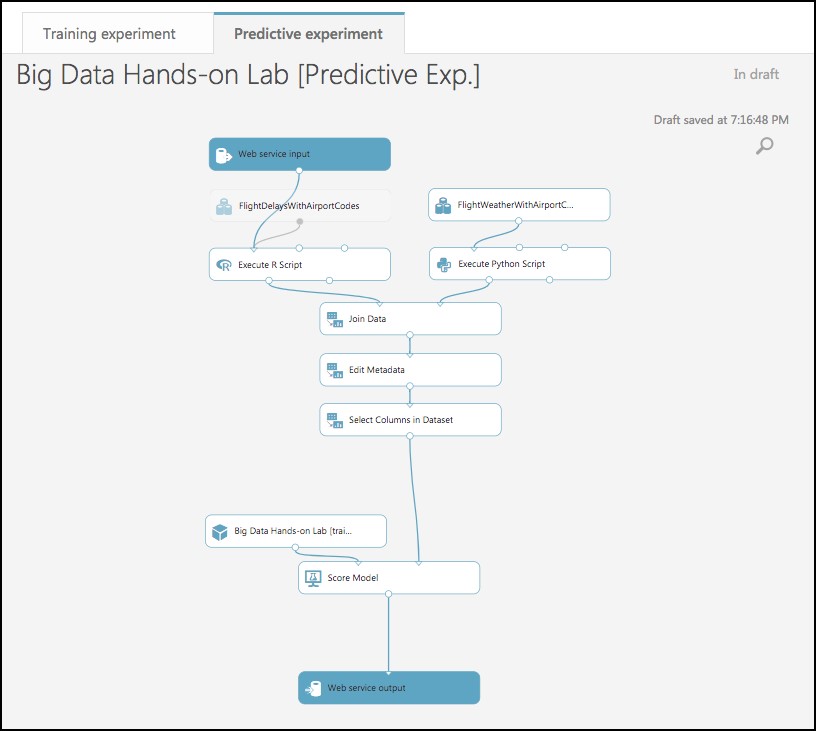 Training experiment
Predictive experiment
Big Data Hands-on Lab [Predictive Exp.]
In draft
Draft saved at 7:16:48 PM
Web service input
FlightDelaysWithAirportCodes
FlightWeatherWithAirportC...
R Execute R Script
Execute Python Script
Join Data
Edit Metadata
Select Columns in Dataset
Big Data Hands-on Lab [trai...
Score Model
Web service output